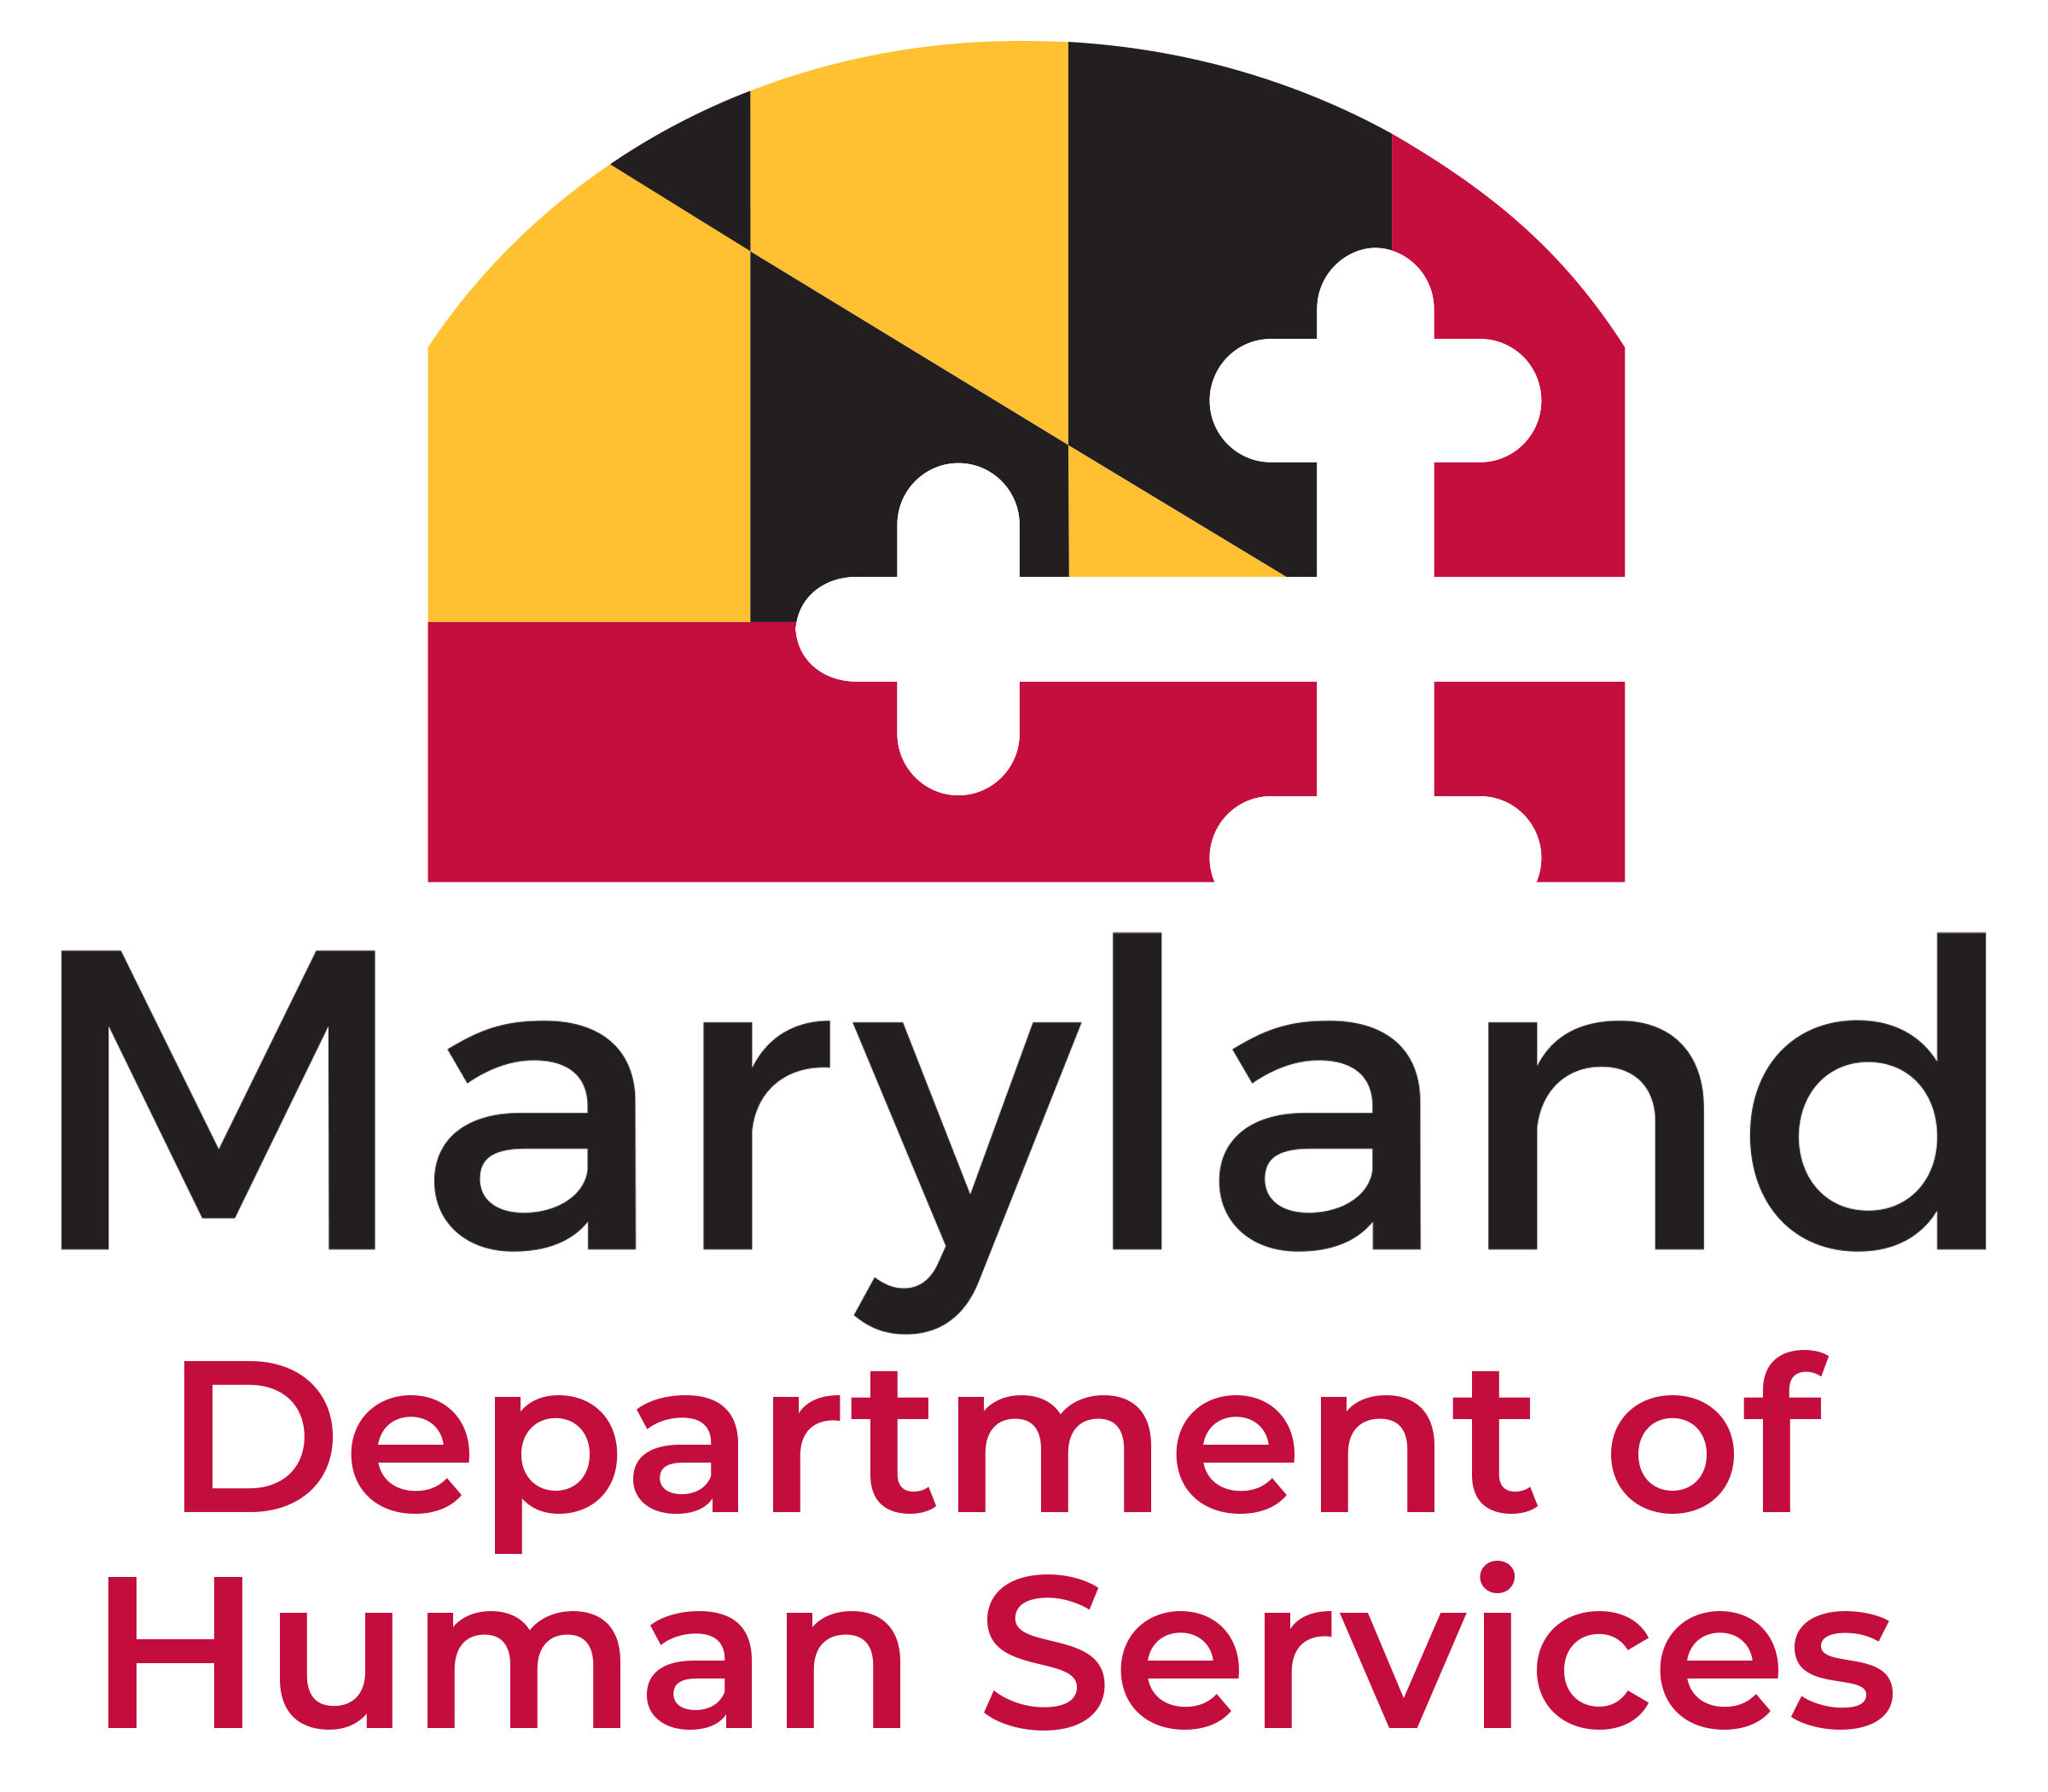 Maryland
Department of
Human Services